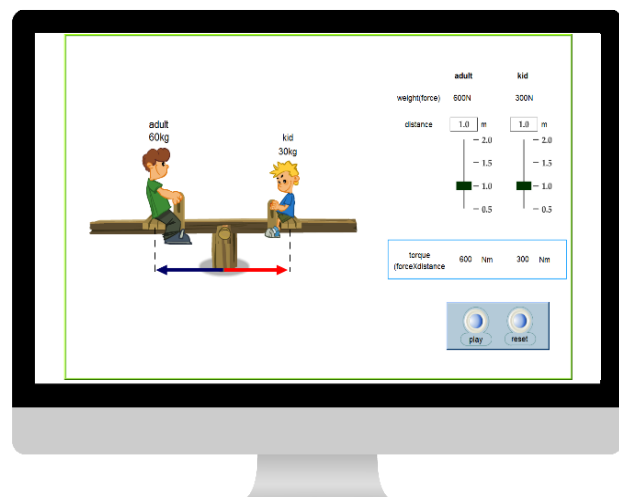 adult kid
weight(force) 600N 300N
distance 1.0 m 1.0 m
2.0 2.0
1.5 1.5
1.0 1.0
0.5 0.5
adult
60kg
kid
30kg
torque
(forceXdistance 600 Nm 300 Nm
play reset